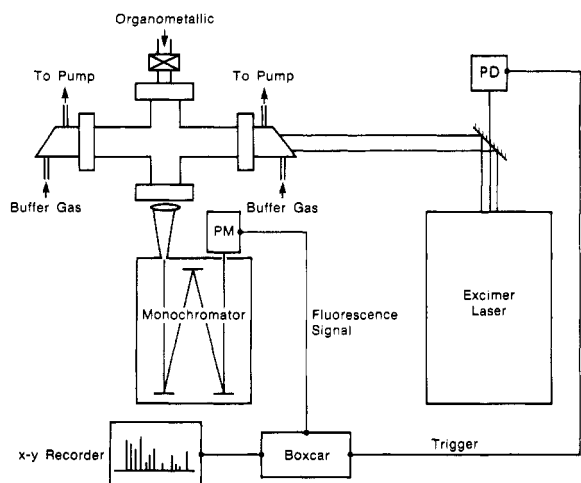 Organometallic
To Pump
To Pump
PD
Buffer Gas
Buffer Gas
PM
Monochromator
Fluorescence
Signal
Excimer
Laser
x-y Recorder
Boxcar
Trigger